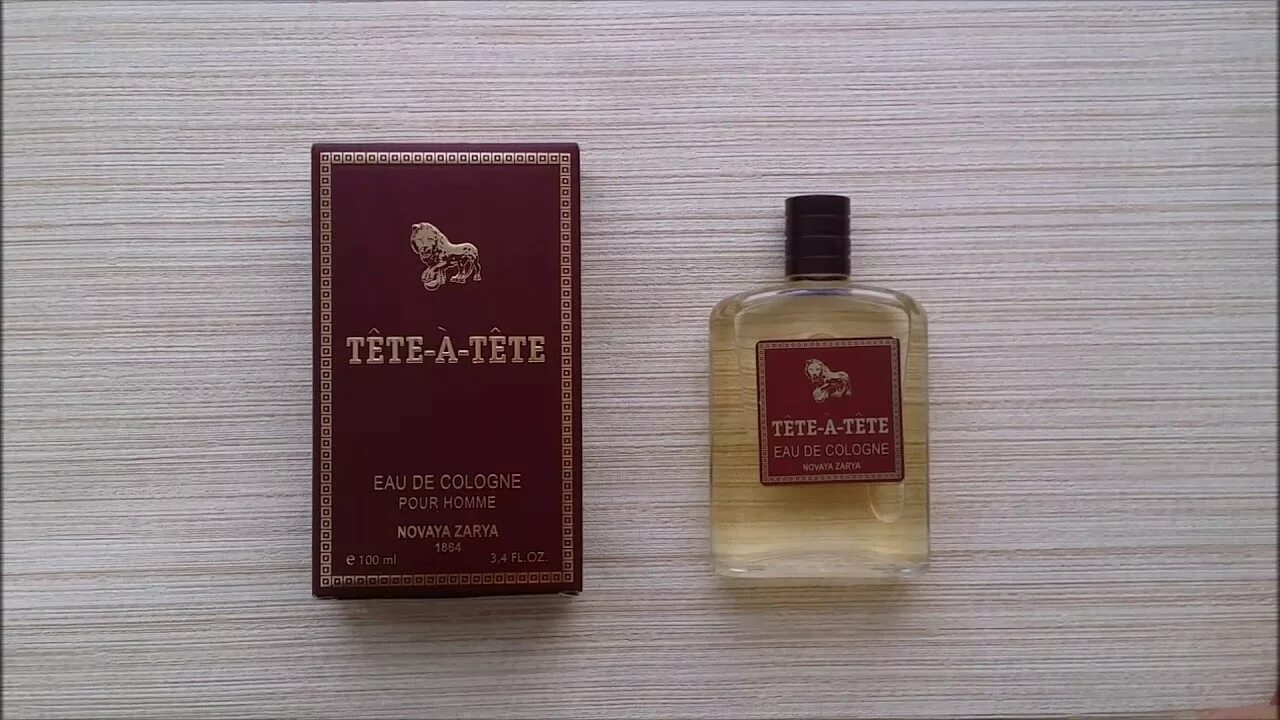 TÊTE-À-TÊTE
EAU DE COLOGNE
POUR HOMME
NOVAYA ZARYA
1864
e 100 ml 3,4 FL.OZ.
TÊTE-À-TÊTE
EAU DE COLOGNE
NOVAYA ZARYA